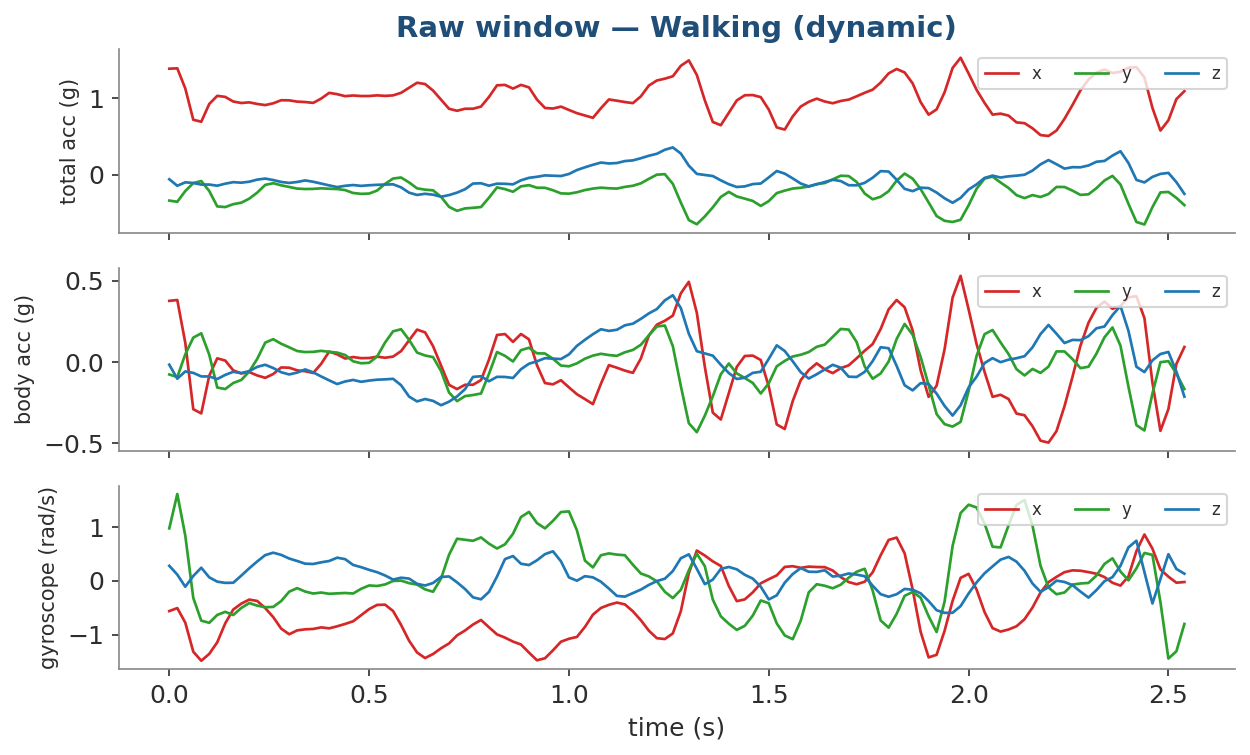 Raw window — Walking (dynamic)
total acc (g)
1
0
x y z
body acc (g)
0.5
0.0
−0.5
x y z
gyroscope (rad/s)
1
0
−1
x y z
0.0 0.5 1.0 1.5 2.0 2.5
time (s)